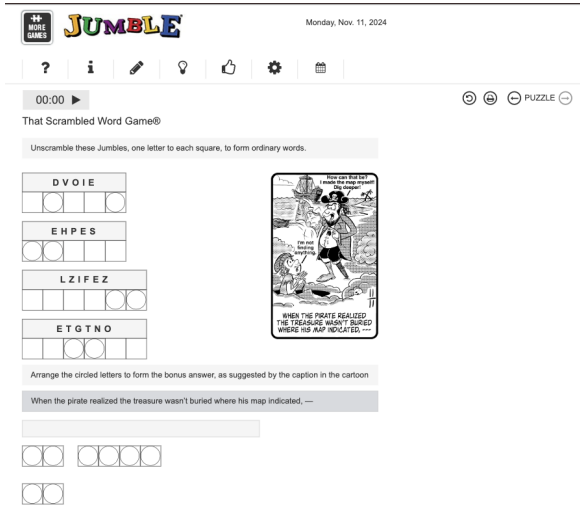 MORE
GAMES
JUMBLE
Monday, Nov. 11, 2024
?
i
00:00
PUZZLE
That Scrambled Word Game®
Unscramble these Jumbles, one letter to each square, to form ordinary words.
DVOIE
EHPES
LZIFEZ
ETGTNO
How can that be?
I made the map myself!
Dig deeper!
I'm not
finding
anything.
WHEN THE PIRATE REALIZED
THE TREASURE WASN'T BURIED
WHERE HIS MAP INDICATED, ---
Arrange the circled letters to form the bonus answer, as suggested by the caption in the cartoon
When the pirate realized the treasure wasn't buried where his map indicated, —